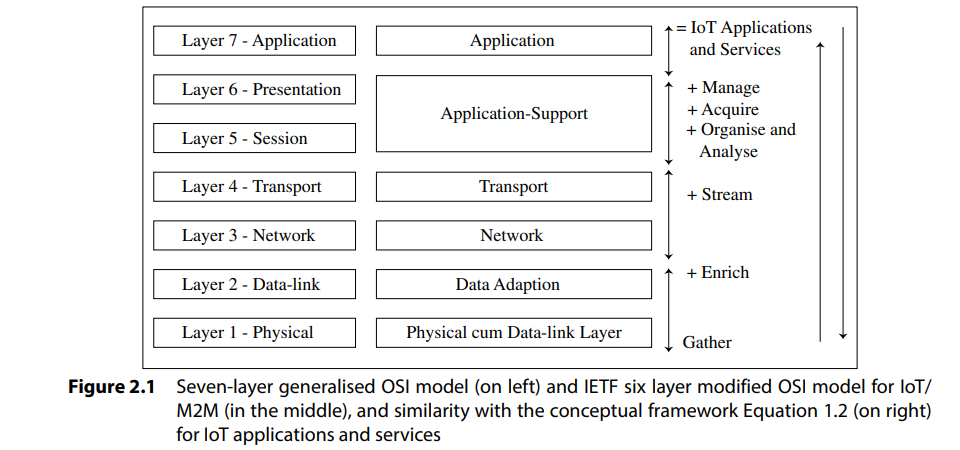 Layer 7 - Application
Application
= IoT Applications
and Services
Layer 6 - Presentation
Application-Support
+ Manage
+ Acquire
+ Organise and
Analyse
Layer 5 - Session
Layer 4 - Transport
Transport
+ Stream
Layer 3 - Network
Network
Layer 2 - Data-link
Data Adaption
+ Enrich
Layer 1 - Physical
Physical cum Data-link Layer
Gather
Figure 2.1 Seven-layer generalised OSI model (on left) and IETF six layer modified OSI model for IoT/
M2M (in the middle), and similarity with the conceptual framework Equation 1.2 (on right)
for IoT applications and services